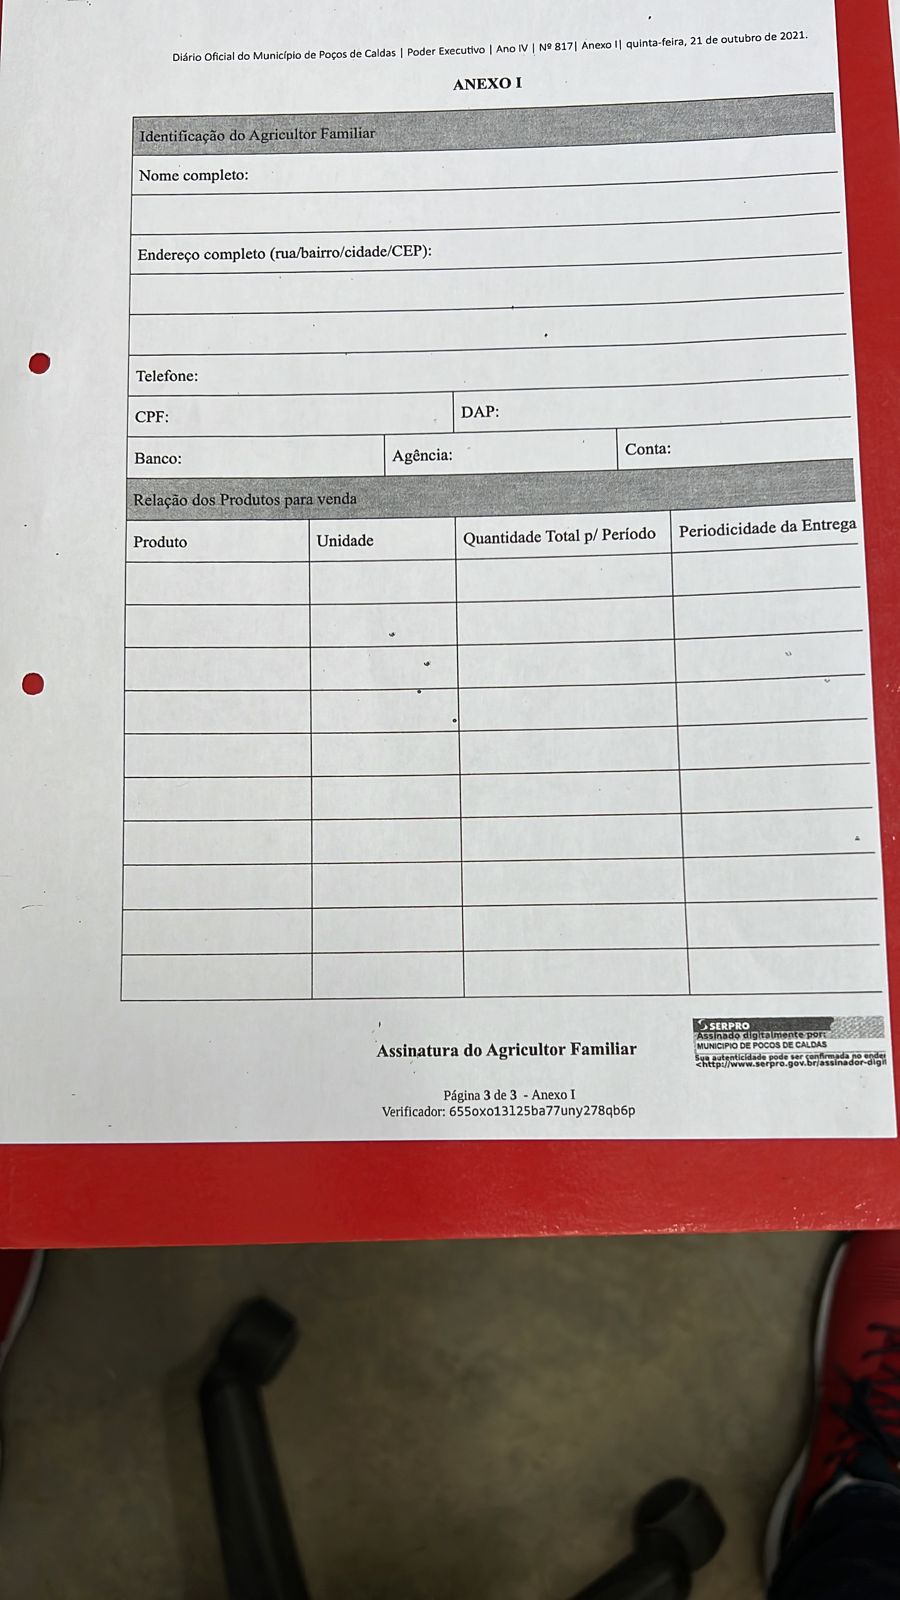 Diário Oficial do Município de Poços de Caldas | Poder Executivo | Ano IV | Nº 817| Anexo I| quinta-feira, 21 de outubro de 2021.
ANEXO I
Identificação do Agricultor Familiar
Nome completo:
Endereço completo (rua/bairro/cidade/CEP):
Telefone:
CPF: DAP:
Banco: Agência: Conta:
Relação dos Produtos para venda
Produto Unidade Quantidade Total p/ Período Periodicidade da Entrega
SERPRO
Assinado digitalmente por:
MUNICIPIO DE POCOS DE CALDAS
Sua autenticidade pode ser confirmada no ender
<http://www.serpro.gov.br/assinador-digit
Assinatura do Agricultor Familiar
Página 3 de 3 - Anexo I
Verificador: 655oxo13125ba77uny278qb6p